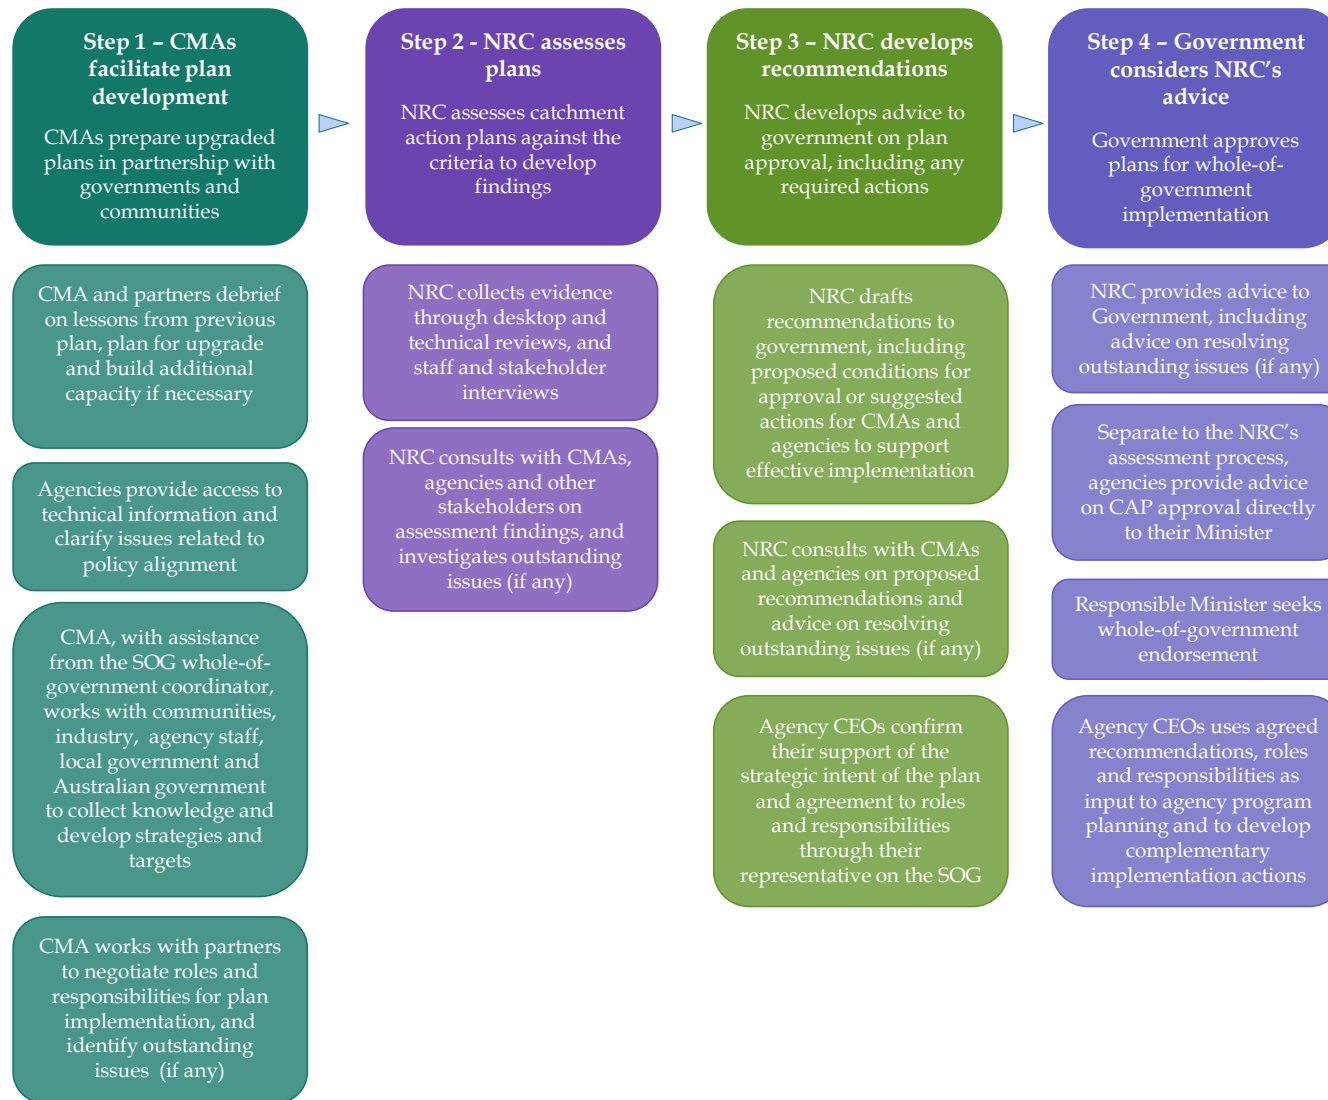 Step 1 – CMAs
facilitate plan
development
CMAs prepare upgraded
plans in partnership with
governments and
communities
CMA and partners debrief
on lessons from previous
plan, plan for upgrade
and build additional
capacity if necessary
Agencies provide access to
technical information and
clarify issues related to
policy alignment
CMA, with assistance
from the SOG whole-of-
government coordinator,
works with communities,
industry, agency staff,
local government and
Australian government
to collect knowledge and
develop strategies and
targets
CMA works with partners
to negotiate roles and
responsibilities for plan
implementation, and
identify outstanding
issues (if any)
Step 2 - NRC assesses
plans
NRC assesses catchment
action plans against the
criteria to develop
findings
NRC collects evidence
through desktop and
technical reviews, and
staff and stakeholder
interviews
NRC consults with CMAs,
agencies and other
stakeholders on
assessment findings, and
investigates outstanding
issues (if any)
Step 3 – NRC develops
recommendations
NRC develops advice to
government on plan
approval, including any
required actions
NRC drafts
recommendations to
government, including
proposed conditions for
approval or suggested
actions for CMAs and
agencies to support
effective implementation
NRC consults with CMAs
and agencies on proposed
recommendations and
advice on resolving
outstanding issues (if any)
Agency CEOs confirm
their support of the
strategic intent of the plan
and agreement to roles
and responsibilities
through their
representative on the SOG
Step 4 – Government
considers NRC's
advice
Government approves
plans for whole-of-
government
implementation
NRC provides advice to
Government, including
advice on resolving
outstanding issues (if any)
Separate to the NRC's
assessment process,
agencies provide advice
on CAP approval directly
to their Minister
Responsible Minister seeks
whole-of-government
endorsement
Agency CEOs uses agreed
recommendations, roles
and responsibilities as
input to agency program
planning and to develop
complementary
implementation actions